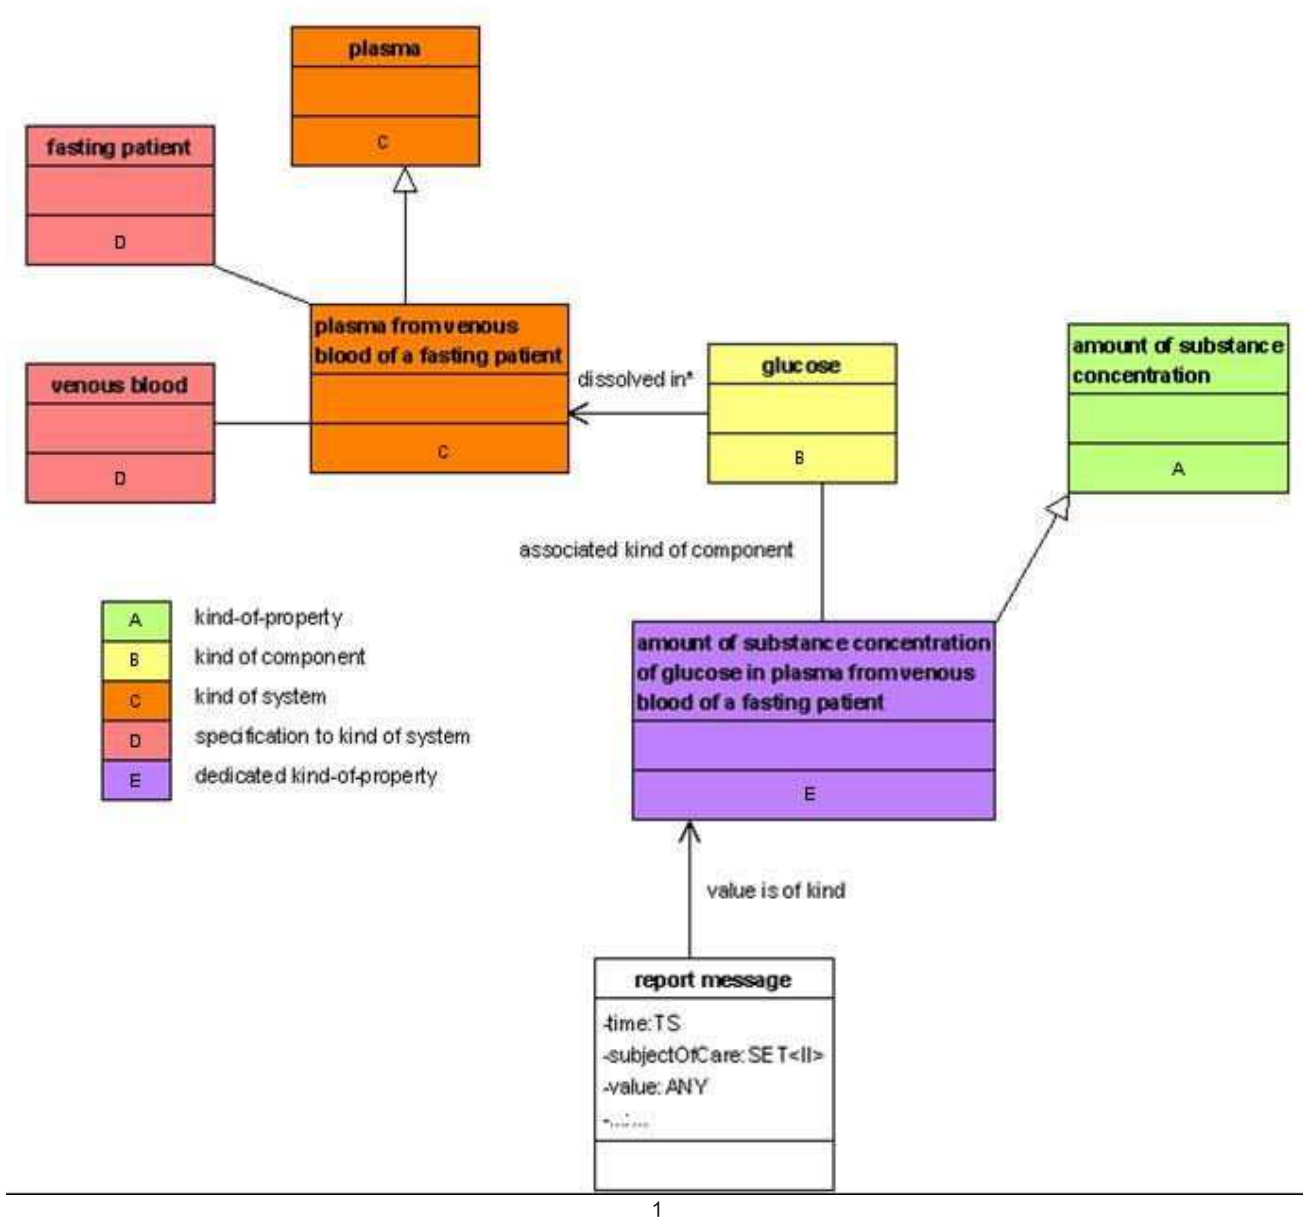 plasma
C
fasting patient
D
plasma from venous
blood of a fasting patient
C
venous blood
D
dissolved in*
glucose
B
amount of substance
concentration
A
associated kind of component
A kind-of-property
B kind of component
C kind of system
D specification to kind of system
E dedicated kind-of-property
amount of substance concentration
of glucose in plasma from venous
blood of a fasting patient
E
value is of kind
report message
-time:TS
-subjectOfCare: SET<II>
-value: ANY
-...:...
1